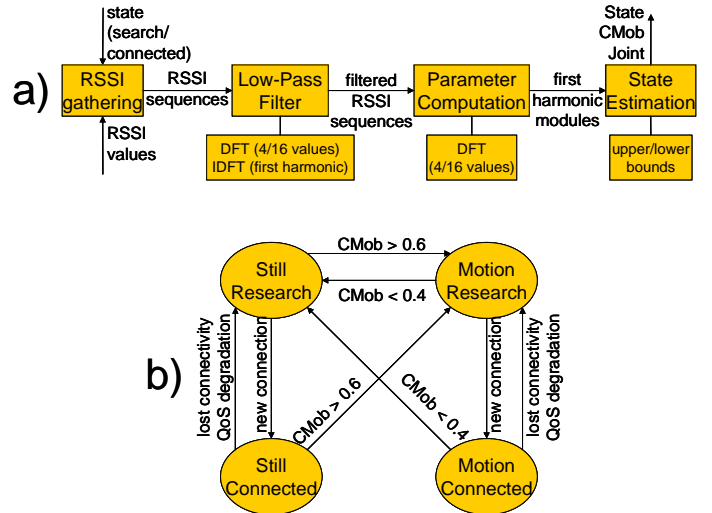 state
(search/
connected)
State
CMob
Joint
a)
RSSI
gathering
RSSI
sequences
Low-Pass
Filter
filtered
RSSI
sequences
Parameter
Computation
first
harmonic
modules
State
Estimation
RSSI
values
DFT (4/16 values)
IDFT (first harmonic)
DFT
(4/16 values)
upper/lower
bounds
b)
Still
Research
CMob > 0.6
CMob < 0.4
Motion
Research
lost connectivity
QoS degradation
new connection
CMob > 0.6
CMob < 0.4
new connection
lost connectivity
QoS degradation
Still
Connected
Motion
Connected